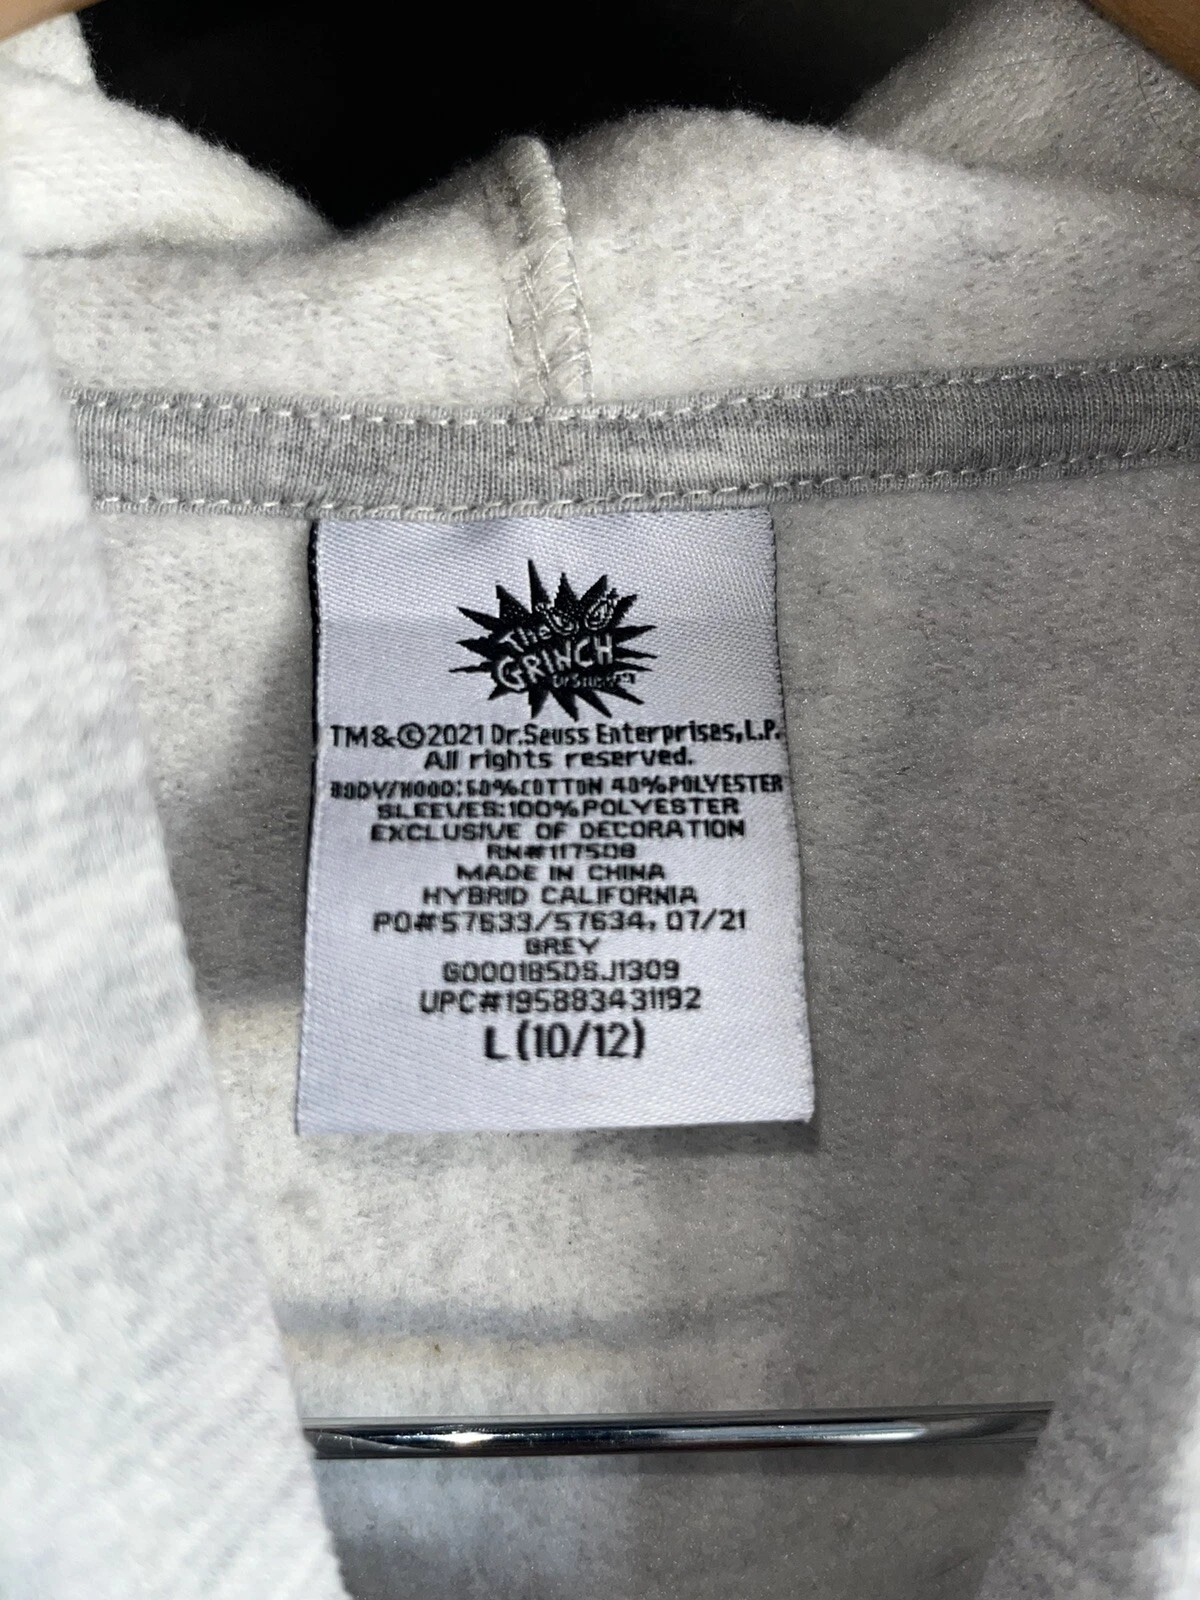 The
GRINCH
Dr. Seuss
TM&©2021 Dr.Seuss Enterprises,L.P.
All rights reserved.
BODY/HOOD:60%COTTON 40%POLYESTER
SLEEVES:100%POLYESTER
EXCLUSIVE OF DECORATION
RN#117508
MADE IN CHINA
HYBRID CALIFORNIA
PO#57633/57634, 07/21
GREY
G000185DSJ1309
UPC#195883431192
L (10/12)